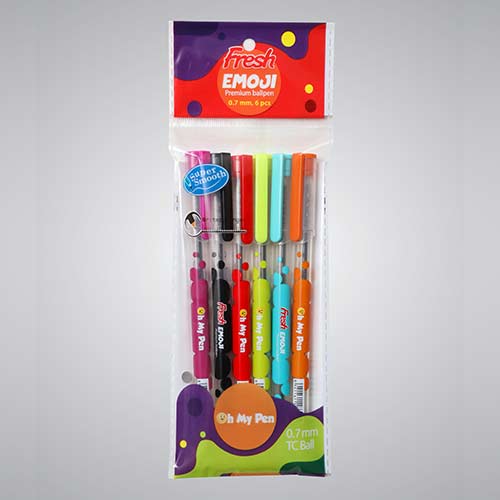 Fresh
EMOJI
Premium ballpen
0.7 mm, 6 pcs
Super
Smooth
Oh My Pen
Fresh EMOJI
Oh My Pen
Oh My Pen
Fresh EMOJI
Oh My Pen
Oh My Pen
0.7 mm
TC Ball